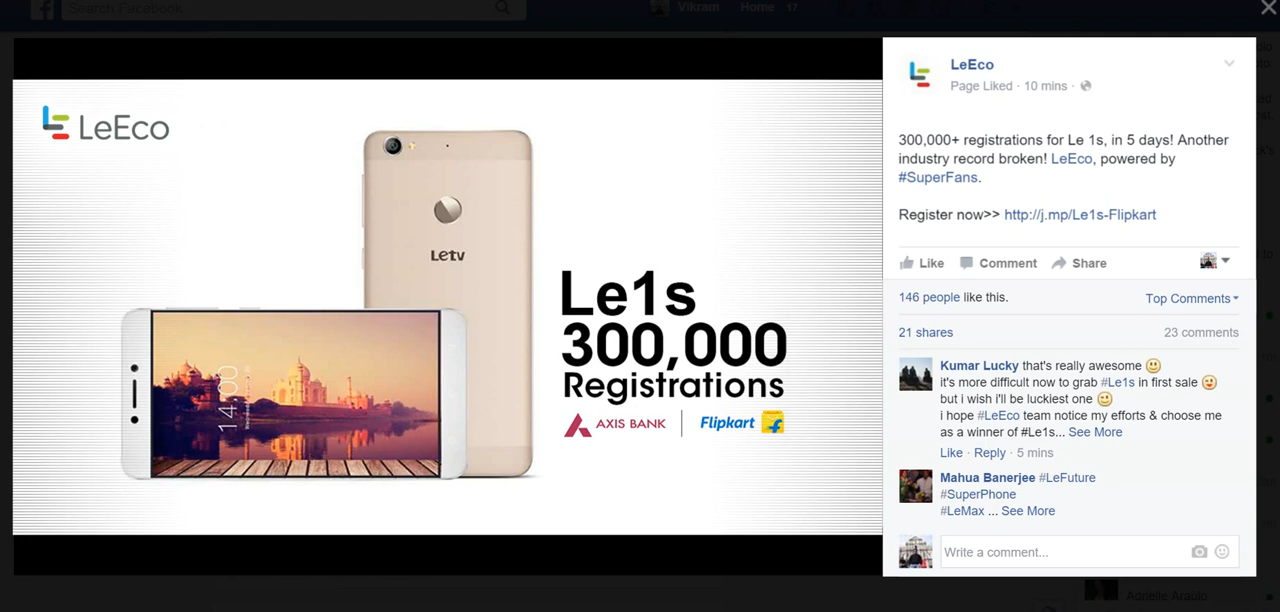 Search Facebook
Vikram
Home 17
LeEco
Letv
14:00
Le1s
300,000
Registrations
AXIS BANK
Flipkart
LeEco
Page Liked · 10 mins ·
300,000+ registrations for Le 1s, in 5 days! Another
industry record broken! LeEco, powered by
#SuperFans.
Register now>> http://j.mp/Le1s-Flipkart
Like Comment Share
146 people like this.
Top Comments
21 shares
23 comments
Kumar Lucky that's really awesome
it's more difficult now to grab #Le1s in first sale
but i wish i'll be luckiest one
i hope #LeEco team notice my efforts & choose me
as a winner of #Le1s... See More
Like · Reply · 5 mins
Mahua Banerjee #LeFuture
#SuperPhone
#LeMax ... See More
Write a comment...
Adrielle Araújo